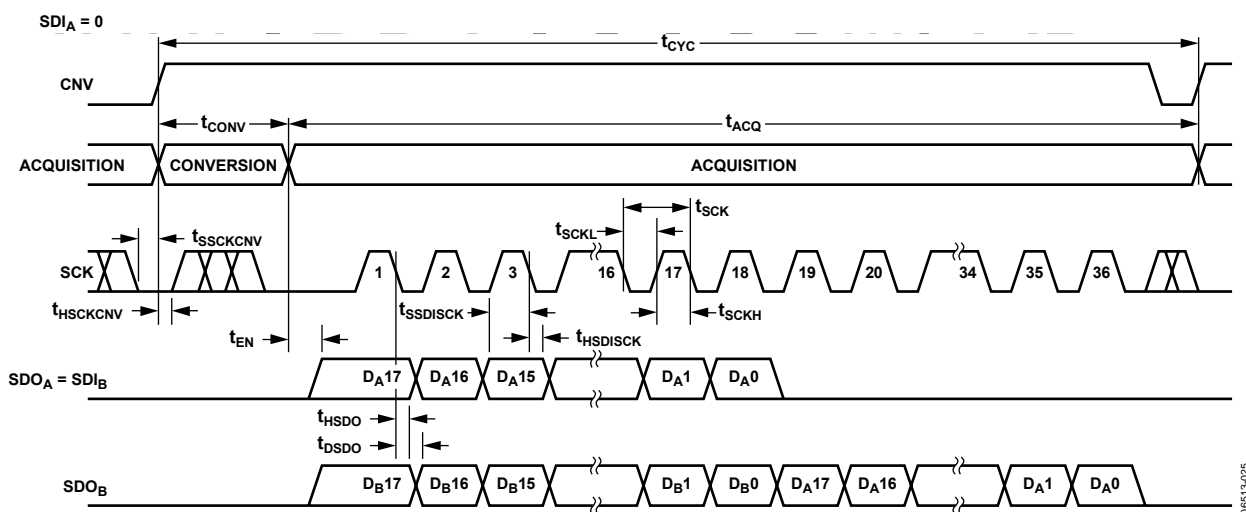 SDIA = 0
tCYC
CNV
tCONV
tACQ
ACQUISITION
CONVERSION
ACQUISITION
tSCK
tSCKL
tSSCKCNV
SCK
1 2 3 16 17 18 19 20 34 35 36
tHSCKCNV
tSSDISCK
tSCKH
tEN
tHSDISCK
SDOA = SDIB
DA17 DA16 DA15 DA1 DA0
tHSDO
tDSDO
SDOB
DB17 DB16 DB15 DB1 DB0 DA17 DA16 DA1 DA0
06513-025